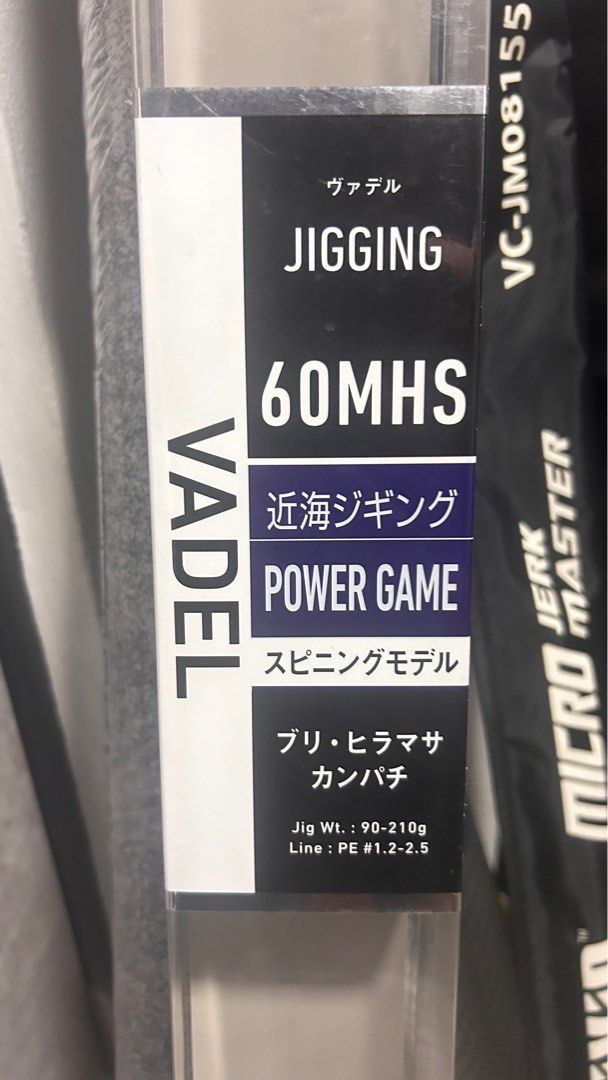 ヴァデル
JIGGING
60MHS
近海ジギング
POWER GAME
スピニングモデル
ブリ・ヒラマサ
カンパチ
Jig Wt. : 90-210g
Line : PE #1.2-2.5
VADEL
VC-JM08155
MICRO JERK
MASTER